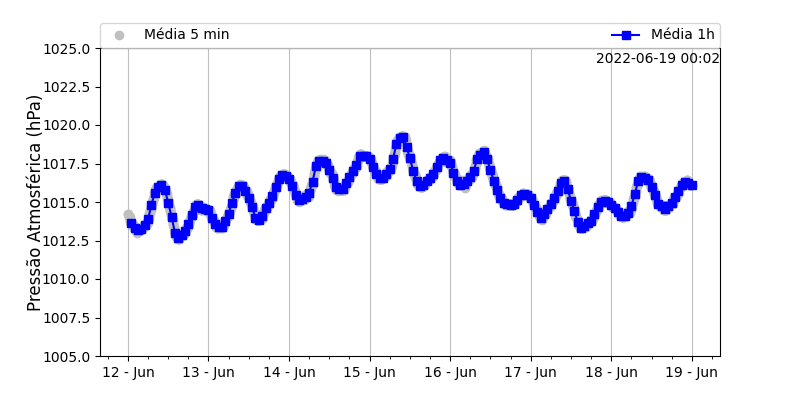 Média 5 min
Média 1h
2022-06-19 00:02
Pressão Atmosférica (hPa)
1025.0
1022.5
1020.0
1017.5
1015.0
1012.5
1010.0
1007.5
1005.0
12 - Jun
13 - Jun
14 - Jun
15 - Jun
16 - Jun
17 - Jun
18 - Jun
19 - Jun